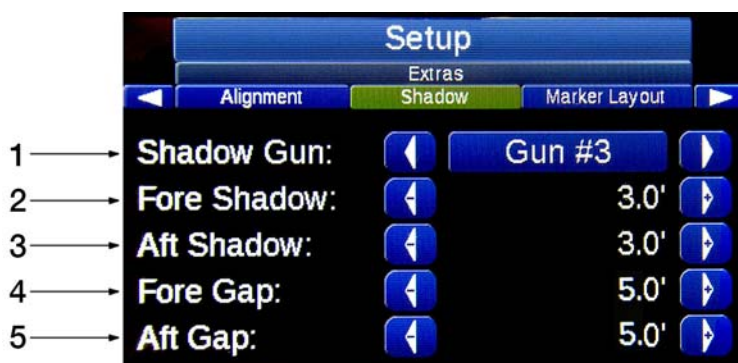 Setup
Extras
Alignment Shadow Marker Layout
1 Shadow Gun: Gun #3
2 Fore Shadow: - 3.0' +
3 Aft Shadow: - 3.0' +
4 Fore Gap: - 5.0' +
5 Aft Gap: - 5.0' +